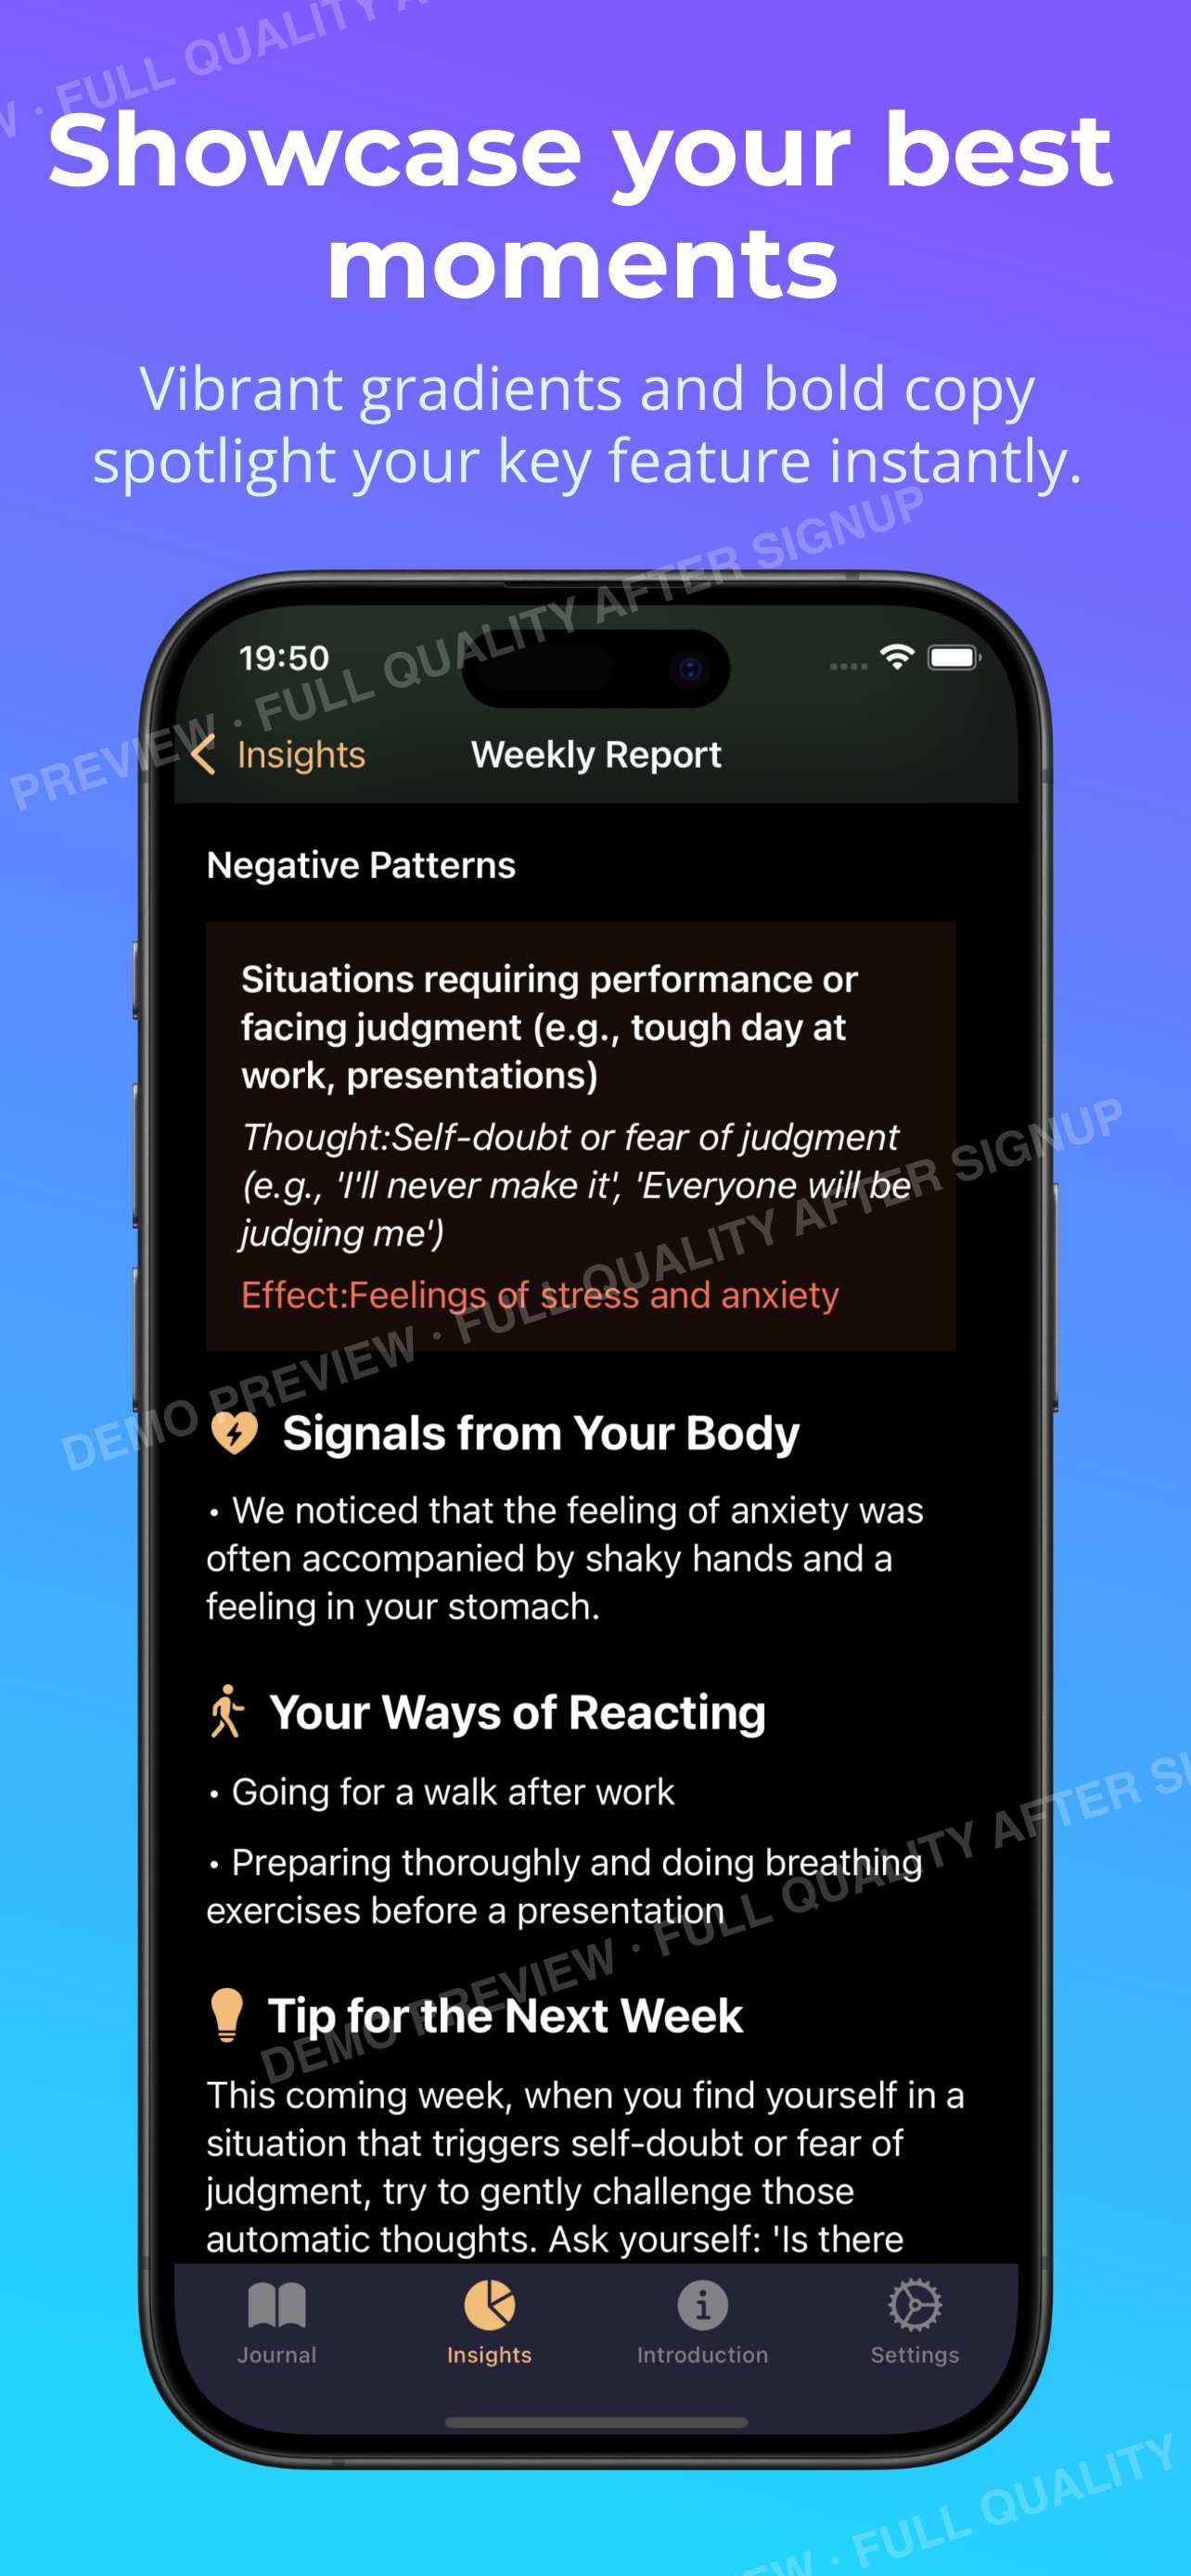 W · FULL QUALITY A
Showcase your best
moments
Vibrant gradients and bold copy
spotlight your key feature instantly.
PREVIEW · FULL QUALITY AFTER SIGNUP
19:50
Insights
Weekly Report
Negative Patterns
Situations requiring performance or
facing judgment (e.g., tough day at
work, presentations)
Thought:Self-doubt or fear of judgment
(e.g., 'I'll never make it', 'Everyone will be
judging me')
Effect:Feelings of stress and anxiety
DEMO PREVIEW · FULL QUALITY AFTER SIGNUP
Signals from Your Body
• We noticed that the feeling of anxiety was
often accompanied by shaky hands and a
feeling in your stomach.
Your Ways of Reacting
• Going for a walk after work
• Preparing thoroughly and doing breathing
exercises before a presentation
DEMO PREVIEW · FULL QUALITY AFTER SI
Tip for the Next Week
This coming week, when you find yourself in a
situation that triggers self-doubt or fear of
judgment, try to gently challenge those
automatic thoughts. Ask yourself: 'Is there
Journal
Insights
Introduction
Settings
EW · FULL QUALITY